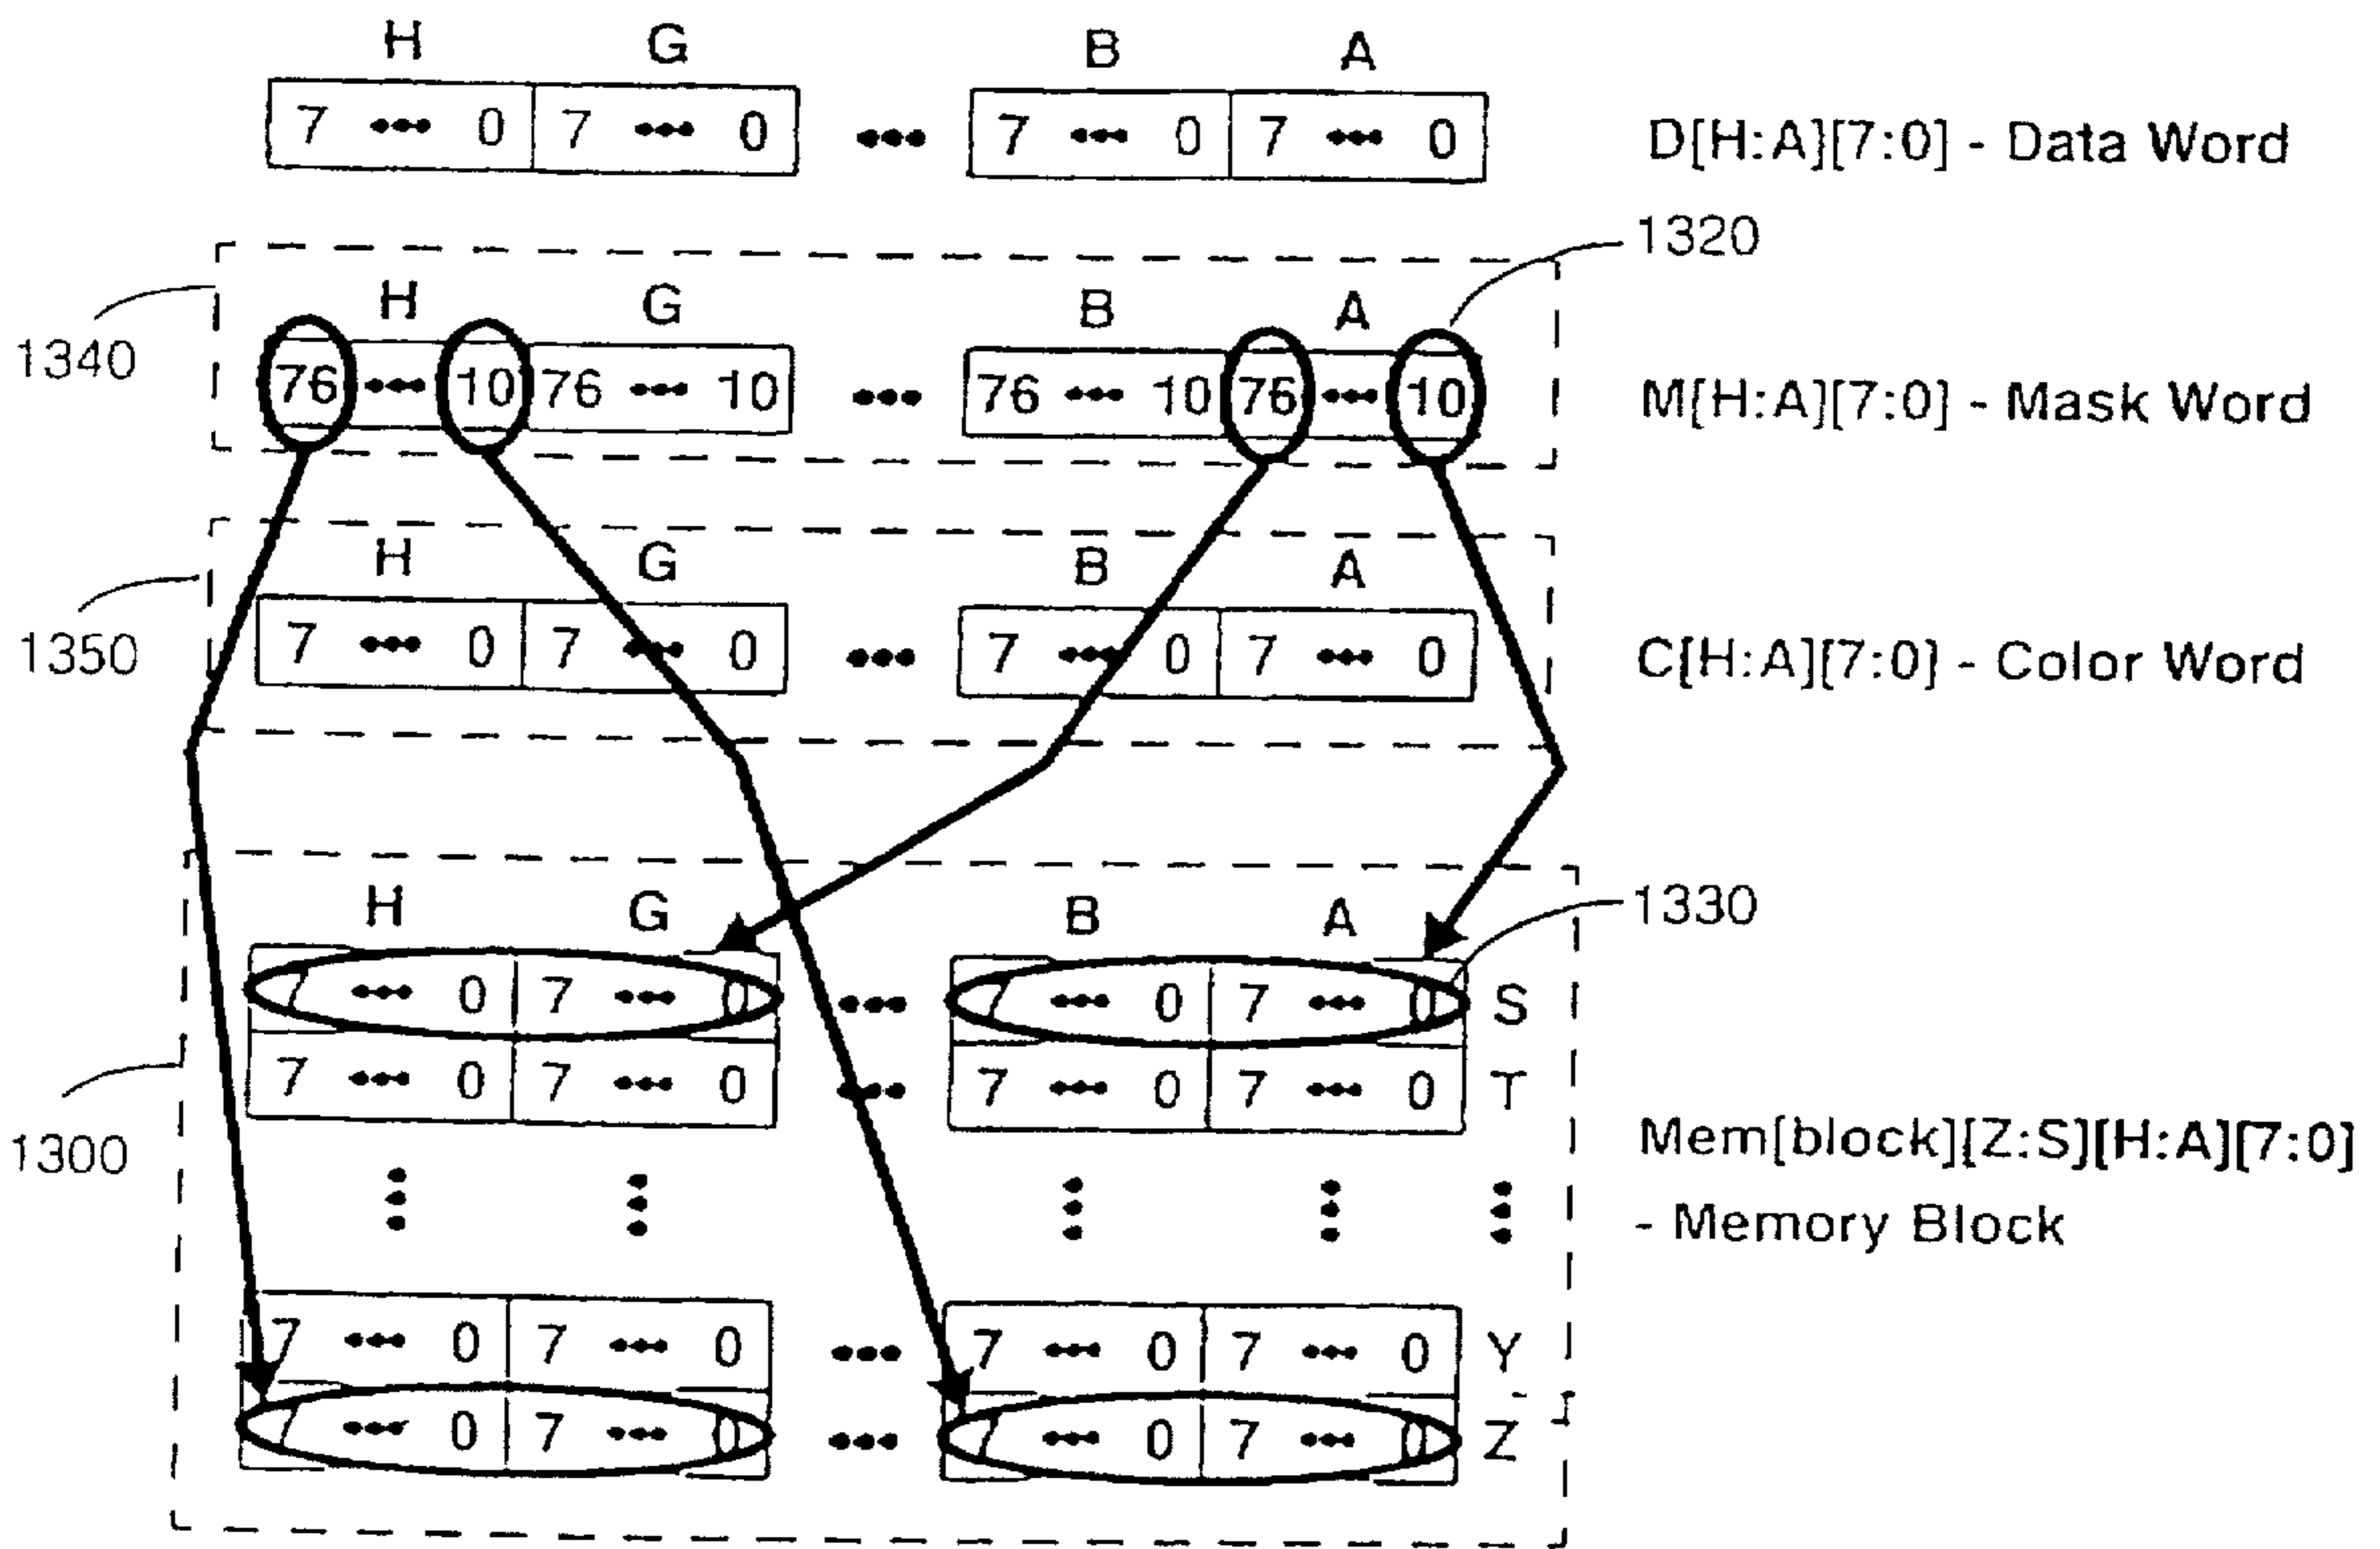 H G B A
7 ••• 0 7 ••• 0 ••• 7 ••• 0 7 ••• 0 D[H:A][7:0] - Data Word
1320
1340
H G B A
76 ••• 10 76 ••• 10 ••• 76 ••• 10 76 ••• 10 M[H:A][7:0] - Mask Word
1350
H G B A
7 ••• 0 7 ••• 0 ••• 7 ••• 0 7 ••• 0 C[H:A][7:0] - Color Word
1330
H G B A
7 ••• 0 7 ••• 0 ••• 7 ••• 0 7 ••• 0 S
7 ••• 0 7 ••• 0 ••• 7 ••• 0 7 ••• 0 T
1300
Mem[block][Z:S][H:A][7:0]
- Memory Block
7 ••• 0 7 ••• 0 ••• 7 ••• 0 7 ••• 0 Y
7 ••• 0 7 ••• 0 ••• 7 ••• 0 7 ••• 0 Z